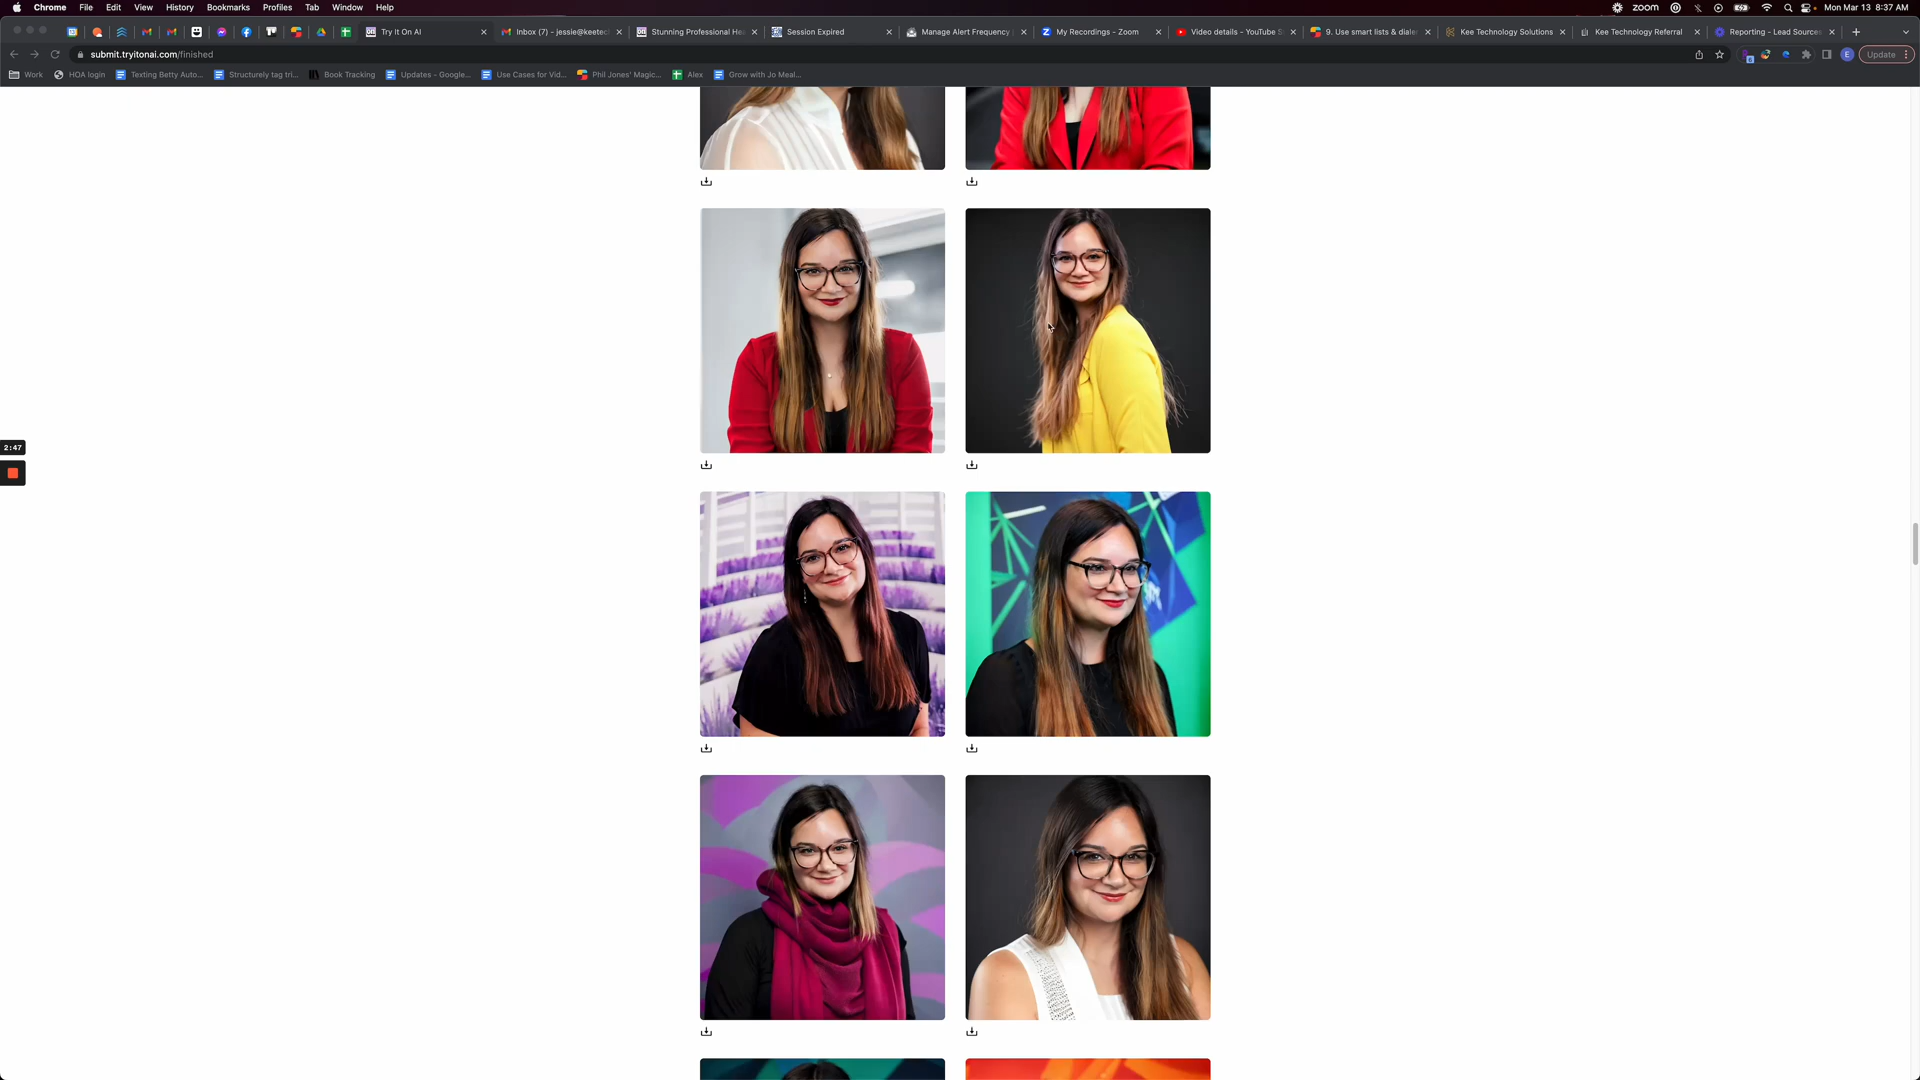 Chrome File Edit View History Bookmarks Profiles Tab Window Help zoom Mon Mar 13 8:37 AM
Try It On AI Inbox (7) - jessie@keetec Stunning Professional He Session Expired Manage Alert Frequency My Recordings - Zoom Video details - YouTube S 9. Use smart lists & diale Kee Technology Solutions Kee Technology Referral Reporting - Lead Sources
submit.tryitonai.com/finished E Update
Work HOA login Texting Betty Auto... Structurely tag tri... Book Tracking Updates - Google... Use Cases for Vid... Phil Jones' Magic... Alex Grow with Jo Meal...
2:47